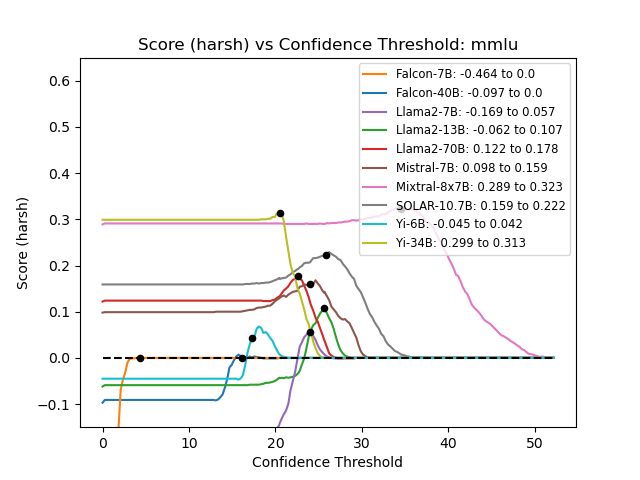 Score (harsh) vs Confidence Threshold: mmlu
Falcon-7B: -0.464 to 0.0
Falcon-40B: -0.097 to 0.0
Llama2-7B: -0.169 to 0.057
Llama2-13B: -0.062 to 0.107
Llama2-70B: 0.122 to 0.178
Mistral-7B: 0.098 to 0.159
Mixtral-8x7B: 0.289 to 0.323
SOLAR-10.7B: 0.159 to 0.222
Yi-6B: -0.045 to 0.042
Yi-34B: 0.299 to 0.313
Score (harsh)
0.6
0.5
0.4
0.3
0.2
0.1
0.0
−0.1
0 10 20 30 40 50
Confidence Threshold